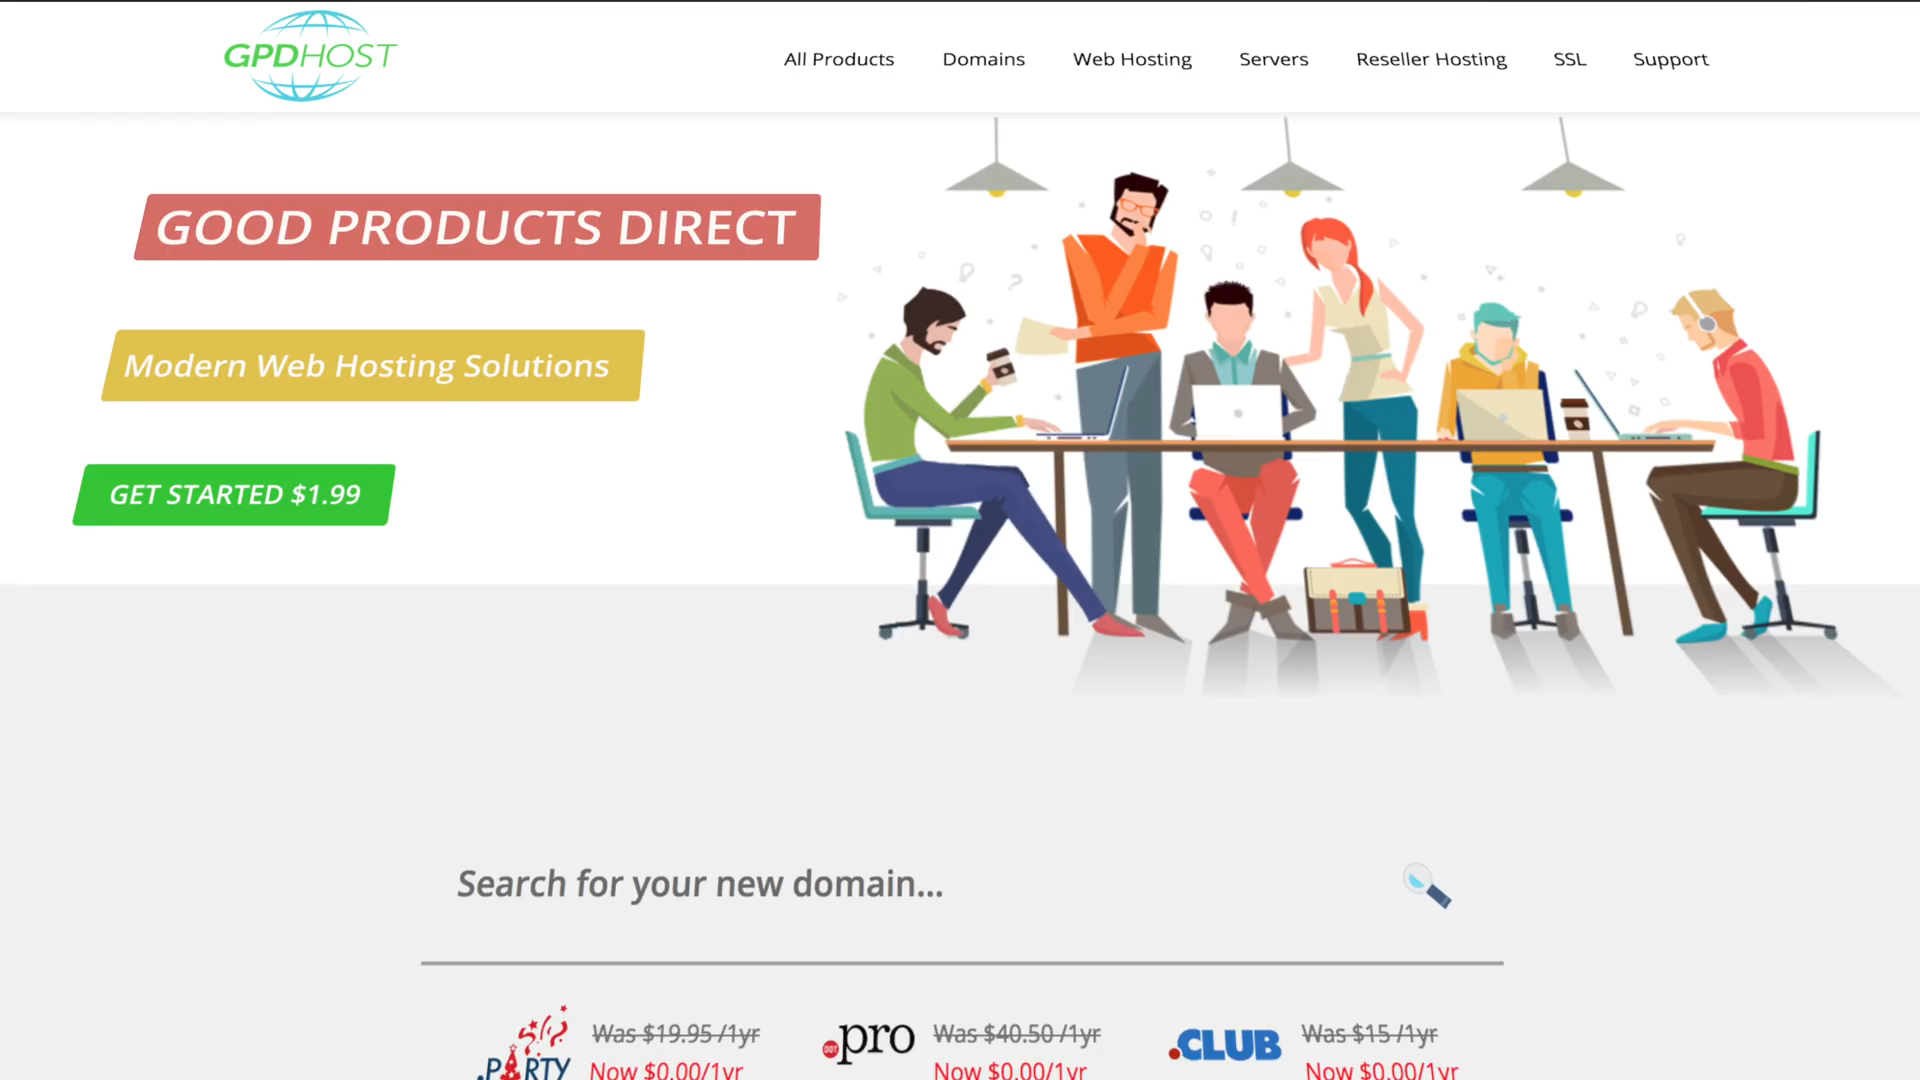 GPDHOST
All Products Domains Web Hosting Servers Reseller Hosting SSL Support
GOOD PRODUCTS DIRECT
Modern Web Hosting Solutions
GET STARTED $1.99
Search for your new domain...
.PARTY Was $19.95 /1yr DOT pro Was $40.50 /1yr .CLUB Was $15 /1yr
Now $0.00/1yr Now $0.00/1yr Now $0.00/1yr